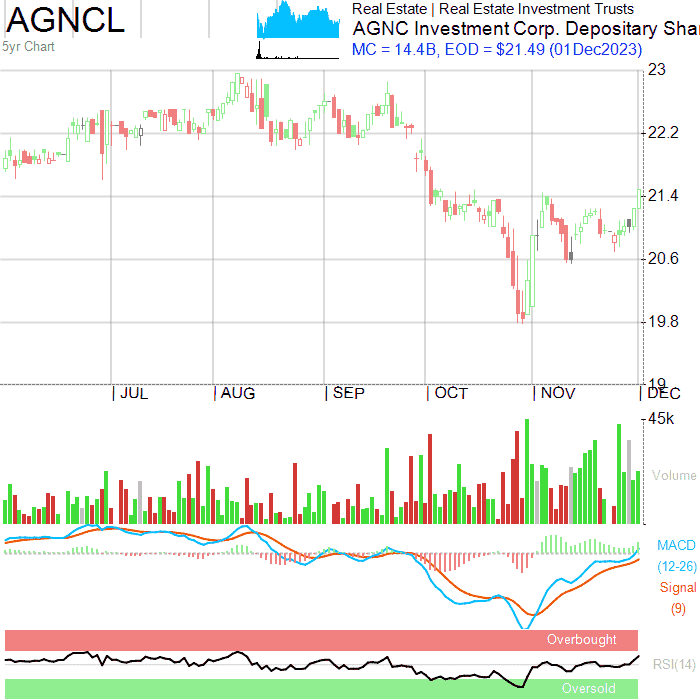 AGNCL
5yr Chart
Real Estate | Real Estate Investment Trusts
AGNC Investment Corp. Depositary Shar
MC = 14.4B, EOD = $21.49 (01Dec2023)
23
22.2
21.4
20.6
19.8
19
JUL
AUG
SEP
OCT
NOV
DEC
45k
Volume
MACD
(12-26)
Signal
(9)
Overbought
RSI(14)
Oversold